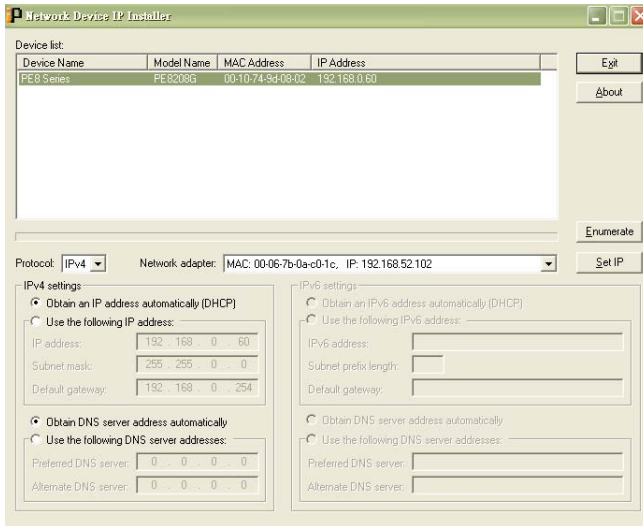 Network Device IP Installer
Device list:
Device Name Model Name MAC Address IP Address
PE8 Series PE8208G 00-10-74-9d-08-02 192.168.0.60
Exit
About
Enumerate
Protocol: IPv4 Network adapter: MAC: 00-06-7b-0a-c0-1c, IP: 192.168.52.102
Set IP
IPv4 settings
Obtain an IP address automatically (DHCP)
Use the following IP address:
IP address: 192 . 168 . 0 . 60
Subnet mask: 255 . 255 . 0 . 0
Default gateway: 192 . 168 . 0 . 254
Obtain DNS server address automatically
Use the following DNS server addresses:
Preferred DNS server: 0 . 0 . 0 . 0
Alternate DNS server: 0 . 0 . 0 . 0
IPv6 settings
Obtain an IPv6 address automatically (DHCP)
Use the following IPv6 address:
IPv6 address:
Subnet prefix length:
Default gateway:
Obtain DNS server address automatically
Use the following DNS server addresses:
Preferred DNS server:
Alternate DNS server: